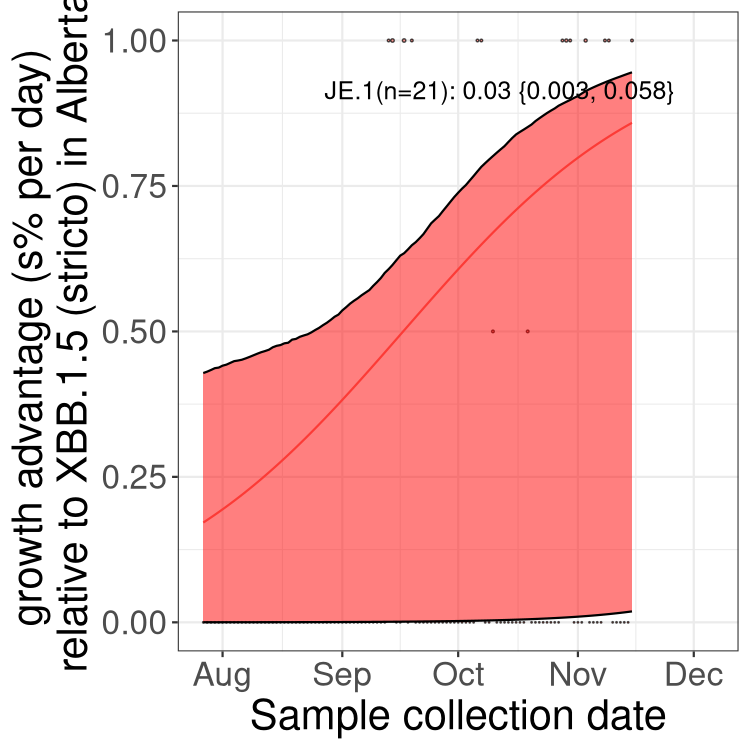 growth advantage (s% per day)
relative to XBB.1.5 (stricto) in Alberta
1.00
JE.1(n=21): 0.03 {0.003, 0.058}
0.75
0.50
0.25
0.00
Aug Sep Oct Nov Dec
Sample collection date